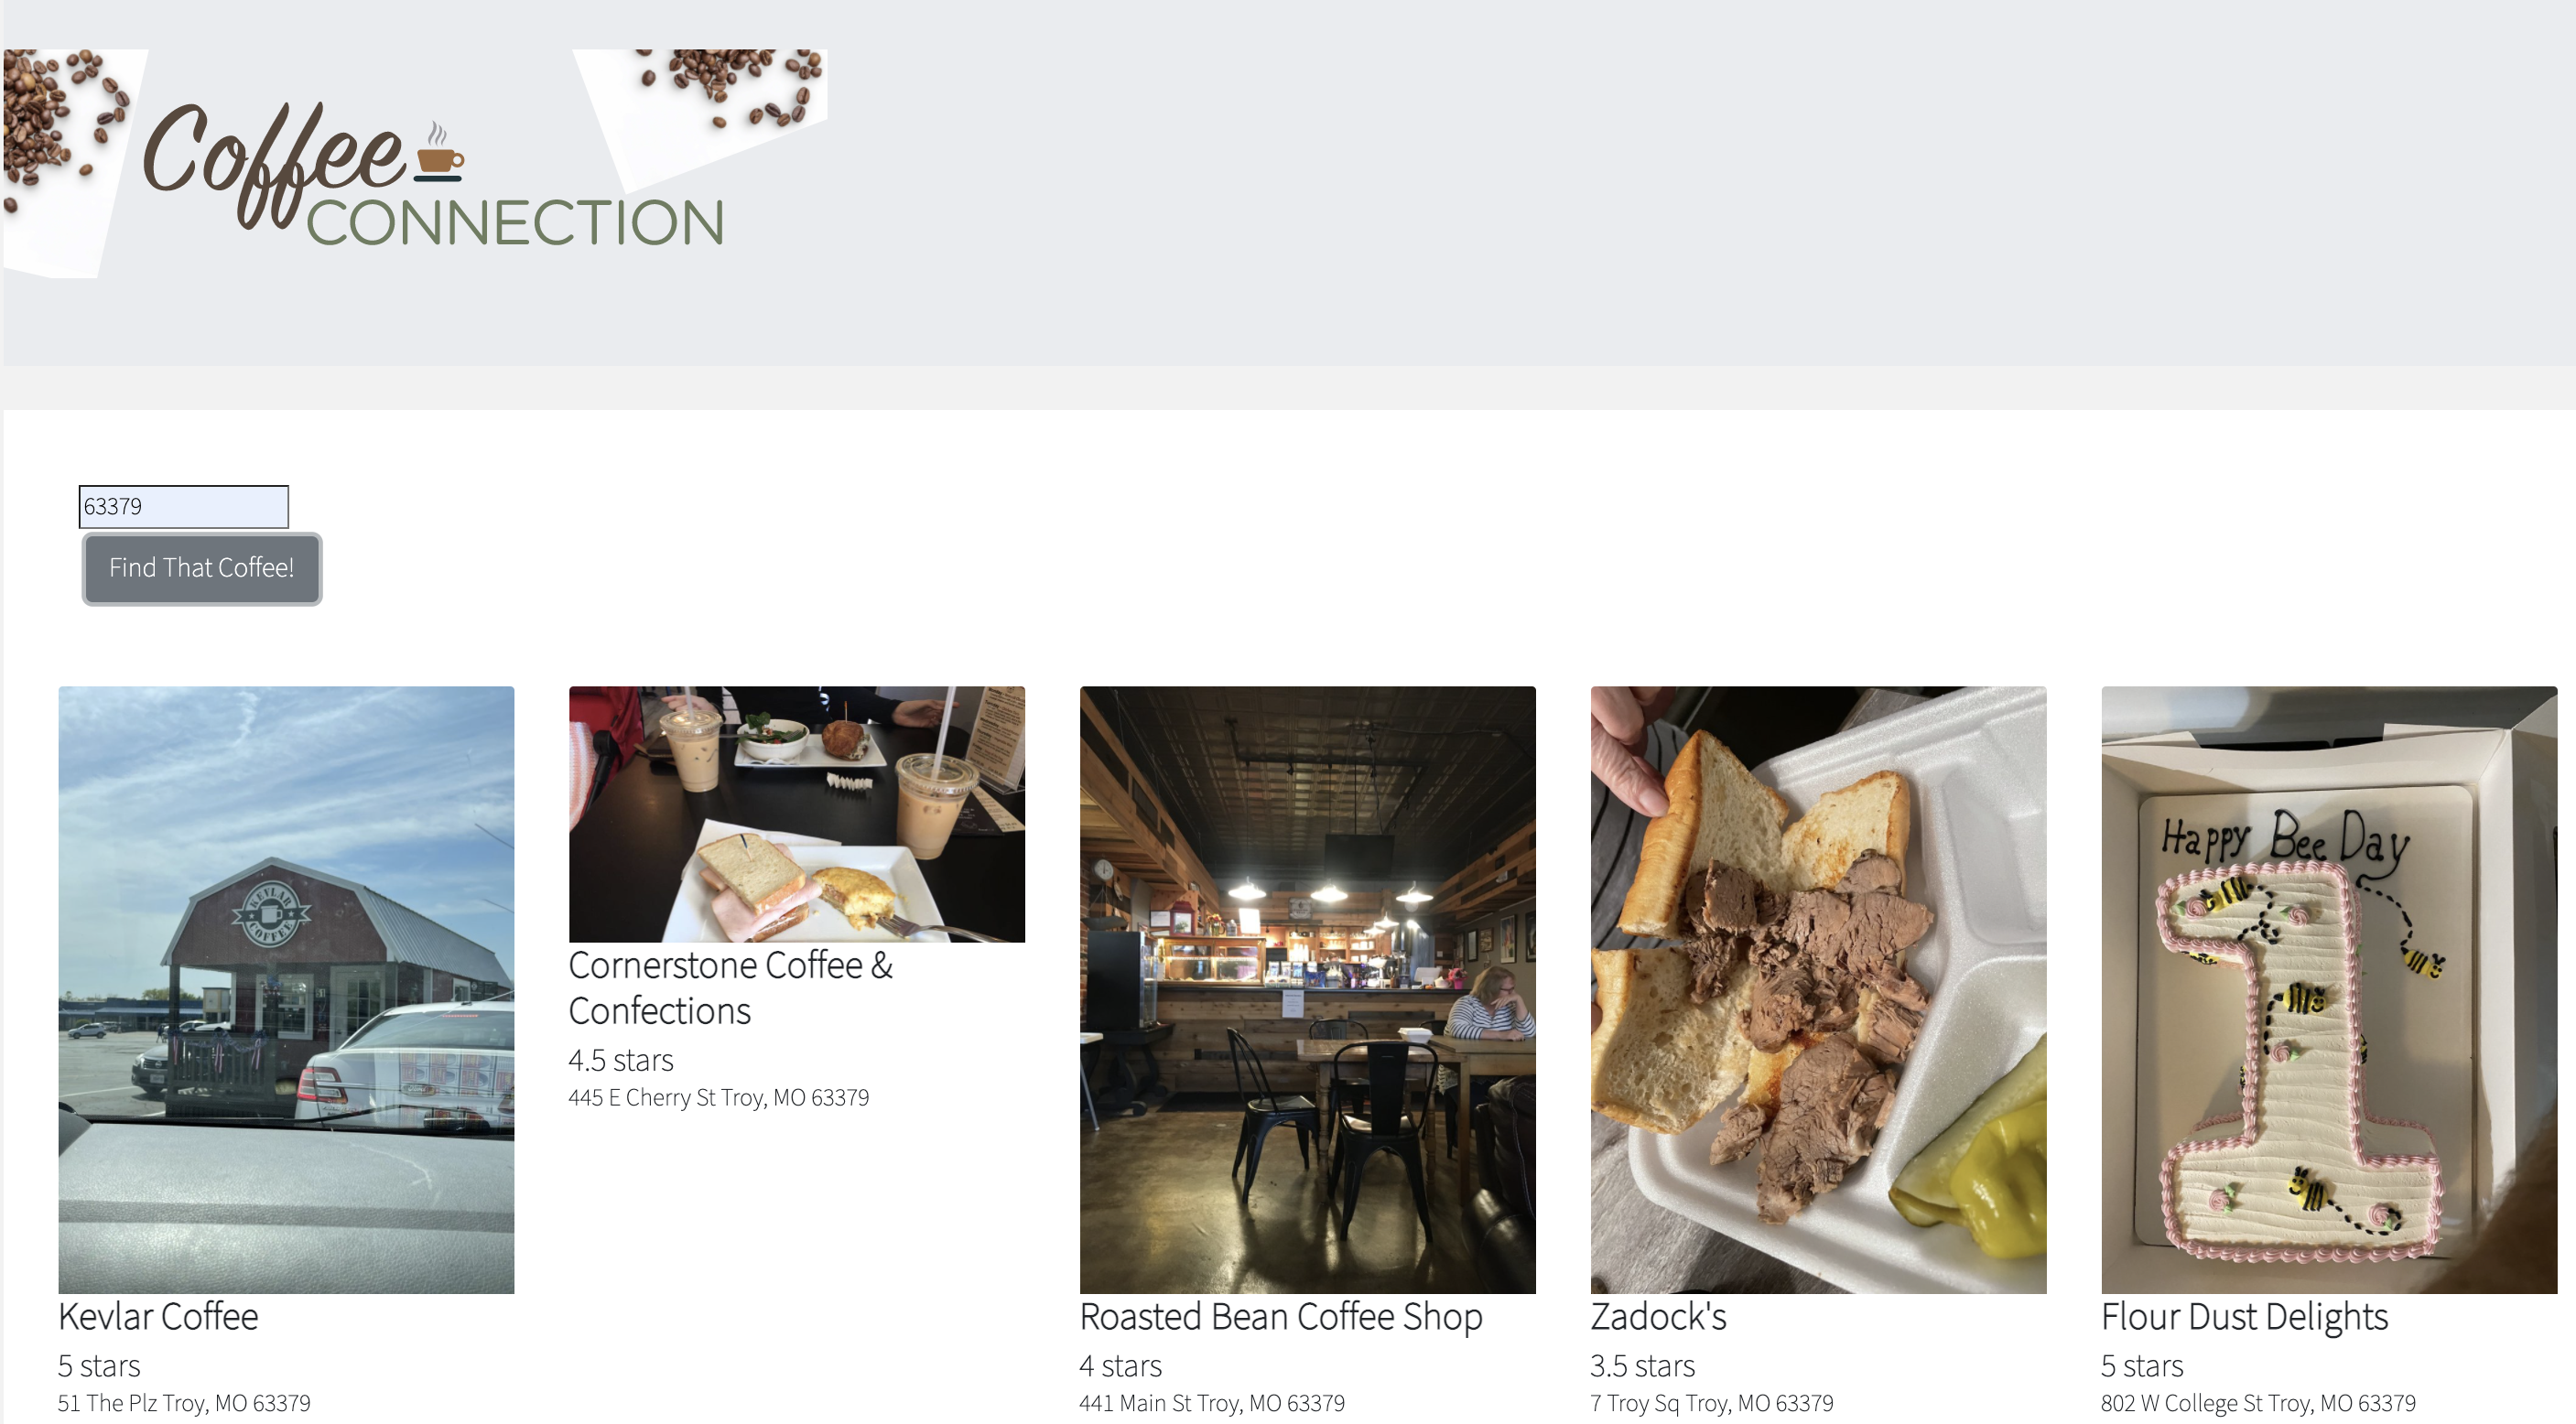 Coffee
CONNECTION
63379
Find That Coffee!
KEVLAR
COFFEE
Kevlar Coffee
5 stars
51 The Plz Troy, MO 63379
Cornerstone Coffee &
Confections
4.5 stars
445 E Cherry St Troy, MO 63379
Roasted Bean Coffee Shop
4 stars
441 Main St Troy, MO 63379
Zadock's
3.5 stars
7 Troy Sq Troy, MO 63379
Happy Bee Day
Flour Dust Delights
5 stars
802 W College St Troy, MO 63379